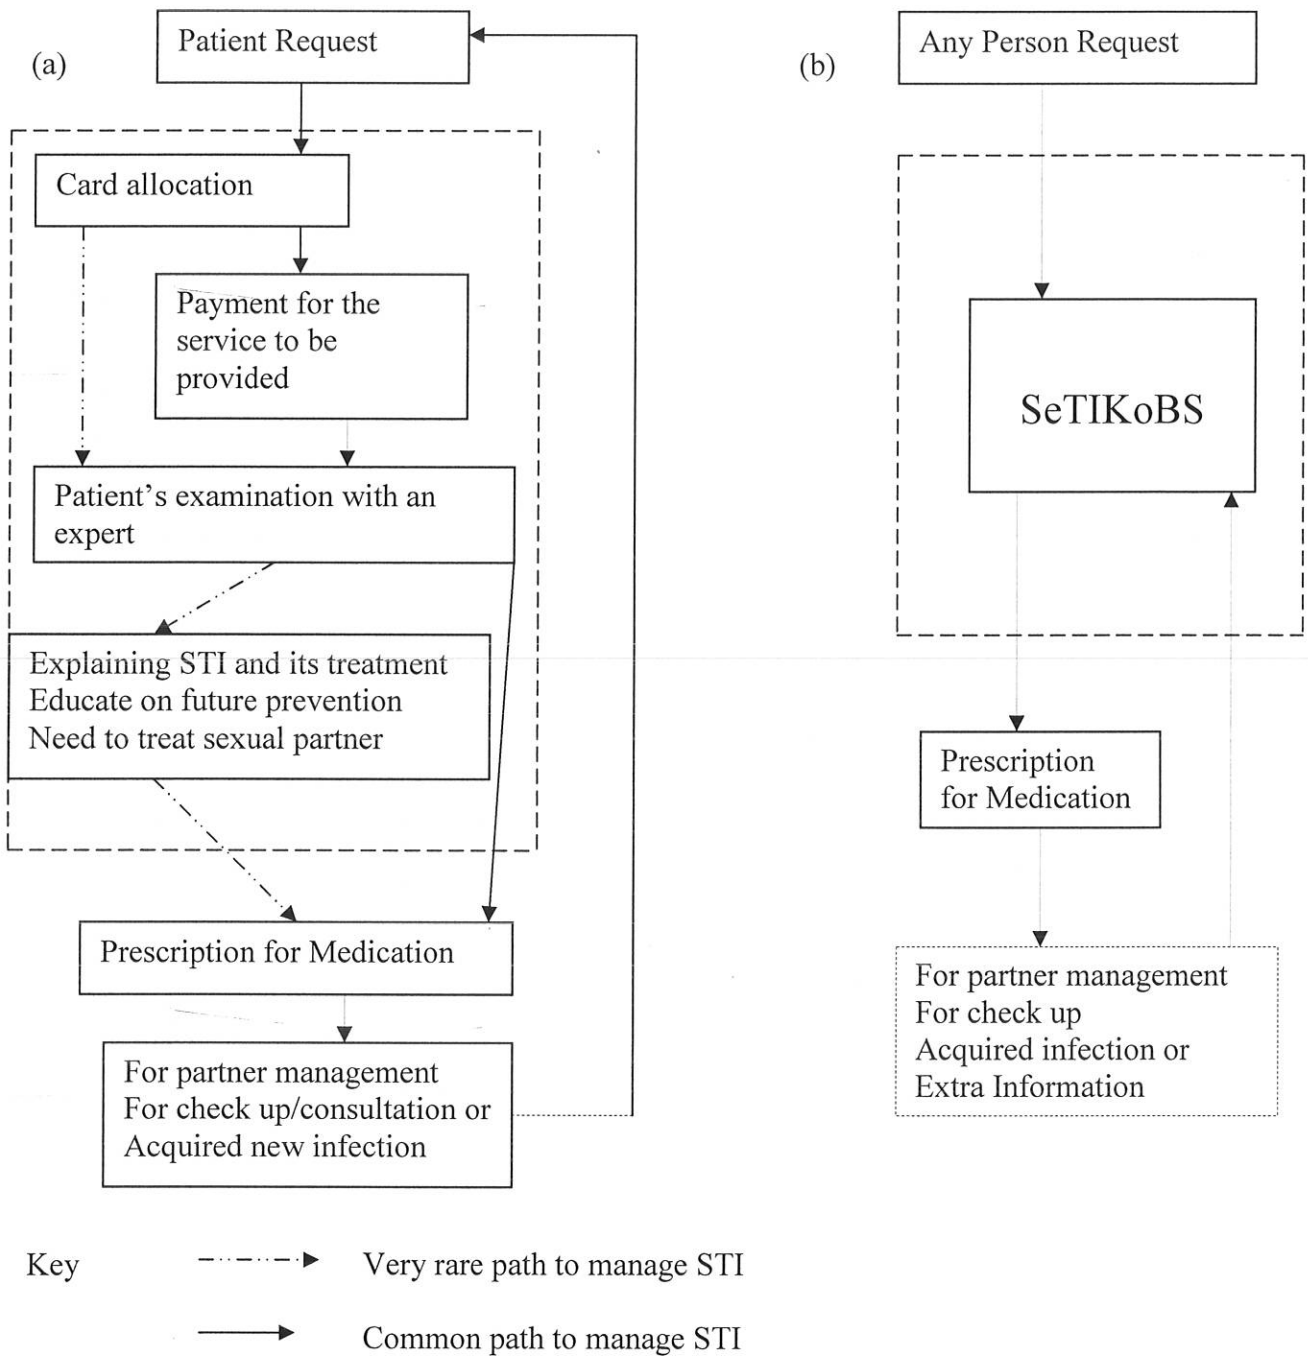 (a)
Patient Request
Card allocation
Payment for the
service to be
provided
Patient's examination with an
expert
Explaining STI and its treatment
Educate on future prevention
Need to treat sexual partner
Prescription for Medication
For partner management
For check up/consultation or
Acquired new infection
(b)
Any Person Request
SeTIKoBS
Prescription
for Medication
For partner management
For check up
Acquired infection or
Extra Information
Key
Very rare path to manage STI
Common path to manage STI